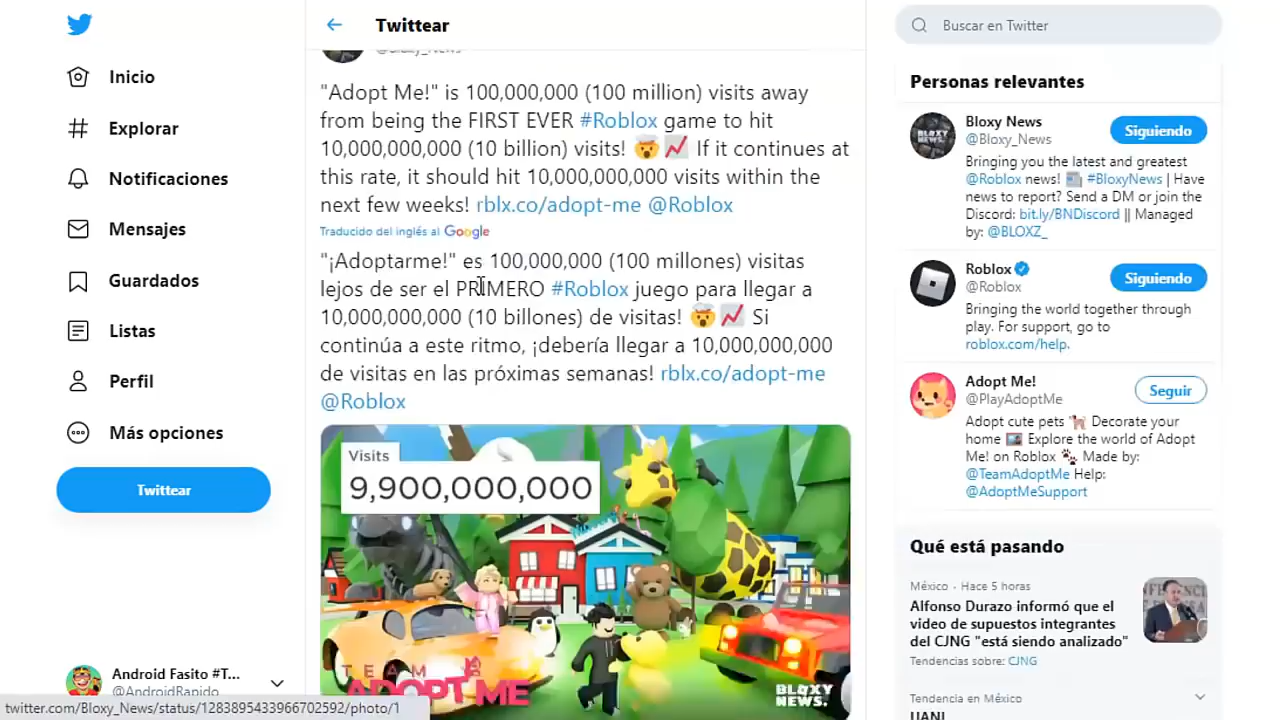 Twittear
Buscar en Twitter
Inicio
Explorar
Notificaciones
Mensajes
Guardados
Listas
Perfil
Más opciones
Twittear
Android Fasito #T...
@AndroidRapido
twitter.com/Bloxy_News/status/1283895433966702592/photo/1
@Bloxy_News
"Adopt Me!" is 100,000,000 (100 million) visits away
from being the FIRST EVER #Roblox game to hit
10,000,000,000 (10 billion) visits! 🤯📈 If it continues at
this rate, it should hit 10,000,000,000 visits within the
next few weeks! rblx.co/adopt-me @Roblox
Traducido del inglés al Google
"¡Adoptarme!" es 100,000,000 (100 millones) visitas
lejos de ser el PRIMERO #Roblox juego para llegar a
10,000,000,000 (10 billones) de visitas! 🤯📈 Si
continúa a este ritmo, ¡debería llegar a 10,000,000,000
de visitas en las próximas semanas! rblx.co/adopt-me
@Roblox
Visits
9,900,000,000
TEAM
ADOPT ME
BLOXY
NEWS.
Personas relevantes
BLOXY
NEWS.
Bloxy News
@Bloxy_News
Siguiendo
Bringing you the latest and greatest
@Roblox news! 📰 #BloxyNews | Have
news to report? Send a DM or join the
Discord: bit.ly/BNDiscord || Managed
by: @BLOXZ_
Roblox
@Roblox
Siguiendo
Bringing the world together through
play. For support, go to
roblox.com/help.
Adopt Me!
@PlayAdoptMe
Seguir
Adopt cute pets 🐕 Decorate your
home 🖼 Explore the world of Adopt
Me! on Roblox 🐾 Made by:
@TeamAdoptMe Help:
@AdoptMeSupport
Qué está pasando
México · Hace 5 horas
Alfonso Durazo informó que el
video de supuestos integrantes
del CJNG "está siendo analizado"
Tendencias sobre: CJNG
Tendencia en México